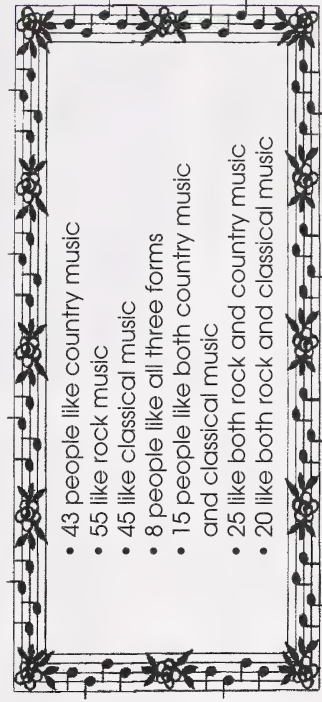 • 43 people like country music
• 55 like rock music
• 45 like classical music
• 8 people like all three forms
• 15 people like both country music
and classical music
• 25 like both rock and country music
• 20 like both rock and classical music